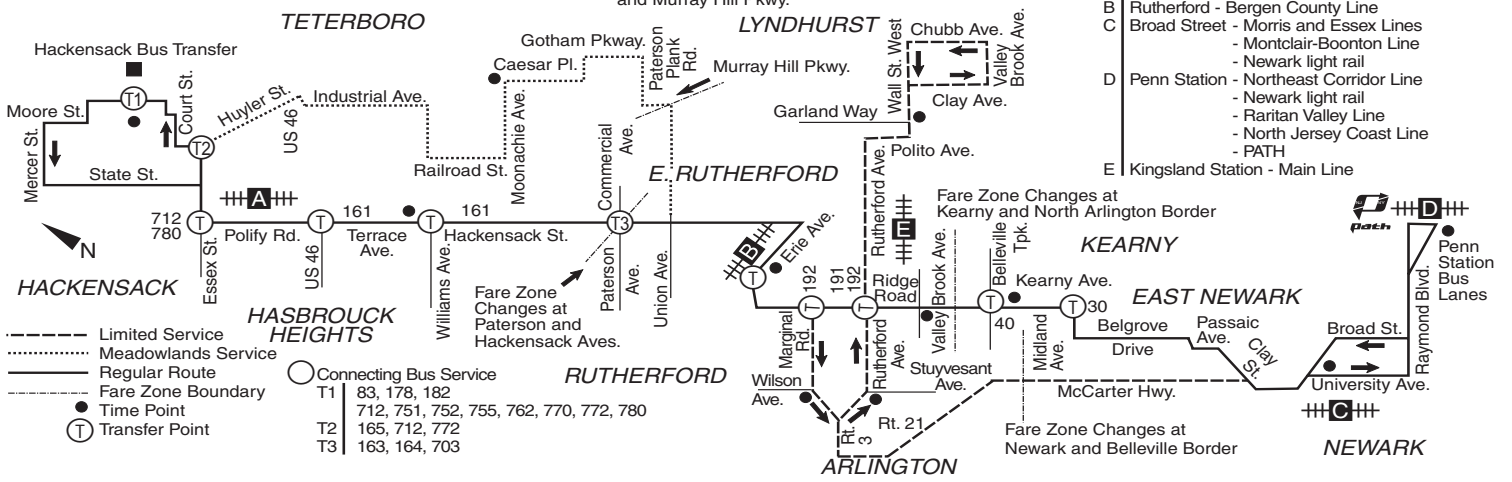 and Murray Hill Pkwy.
B Rutherford - Bergen County Line
C Broad Street - Morris and Essex Lines
- Montclair-Boonton Line
- Newark light rail
D Penn Station - Northeast Corridor Line
- Newark light rail
- Raritan Valley Line
- North Jersey Coast Line
- PATH
E Kingsland Station - Main Line
TETERBORO
LYNDHURST
Hackensack Bus Transfer
Gotham Pkway.
Caesar Pl.
Paterson
Plank
Rd.
Murray Hill Pkwy.
Wall St. West
Chubb Ave.
Valley
Brook Ave.
Clay Ave.
Garland Way
Polito Ave.
Moore St.
T1
Court St.
Huyler St.
US 46
Industrial Ave.
Moonachie Ave.
Commercial
Ave.
Mercer St.
T2
State St.
Railroad St.
E. RUTHERFORD
Rutherford Ave.
Fare Zone Changes at
Kearny and North Arlington Border
A
712
780
T
Polify Rd.
T
161
Terrace
Ave.
T
161
Hackensack St.
T3
B
Erie Ave.
E
T
192
191
192
Ridge
Road
Valley Brook Ave.
Belleville
Tpk.
KEARNY
path
D
Penn
Station
Bus
Lanes
N
HACKENSACK
Essex St.
US 46
HASBROUCK
HEIGHTS
Williams Ave.
Fare Zone
Changes at
Paterson and
Hackensack Aves.
Paterson
Ave.
Union Ave.
T
T
T
Kearny Ave.
T
30
40
EAST NEWARK
Midland
Ave.
Belgrove
Drive
Passaic
Ave.
Clay
St.
Broad St.
Raymond Blvd.
University Ave.
C
NEWARK
Marginal
Rd.
Rutherford
Ave.
Stuyvesant
Ave.
Wilson
Ave.
McCarter Hwy.
Rt.
3
Rt. 21
RUTHERFORD
ARLINGTON
Fare Zone Changes at
Newark and Belleville Border
Limited Service
Meadowlands Service
Regular Route
Fare Zone Boundary
Time Point
T Transfer Point
Connecting Bus Service
T1 83, 178, 182
712, 751, 752, 755, 762, 770, 772, 780
T2 165, 712, 772
T3 163, 164, 703